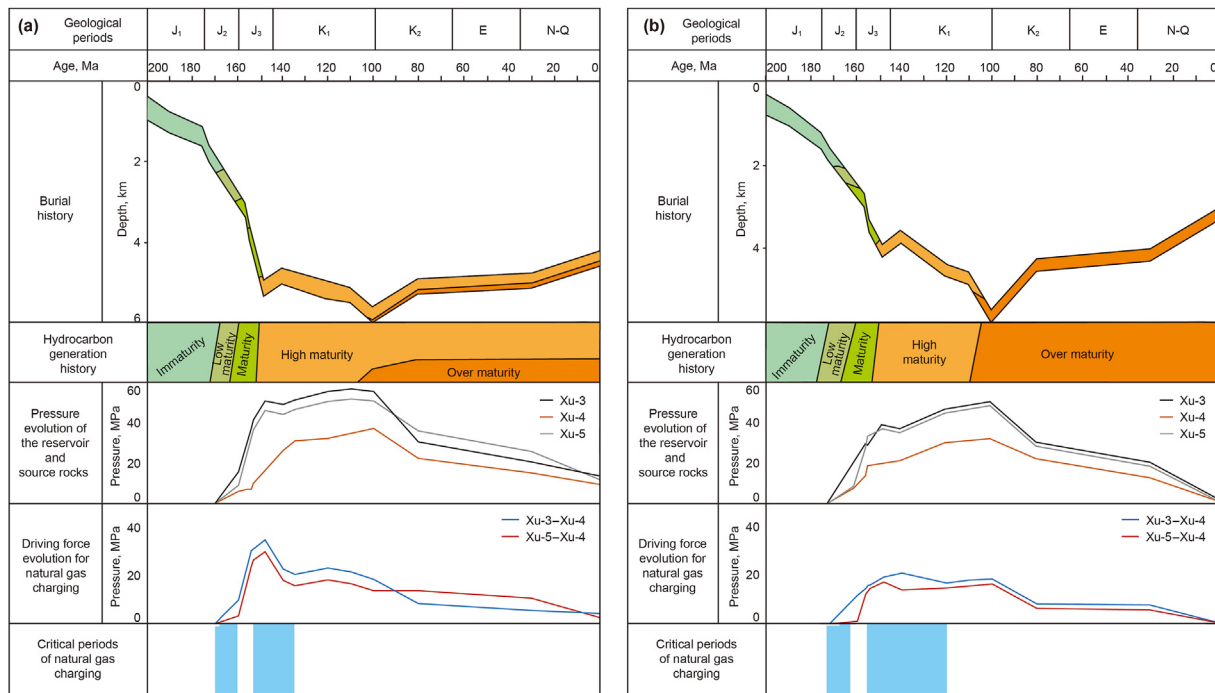 (a)
Geological
periods
J₁
J₂
J₃
K₁
K₂
E
N-Q
Age, Ma
200 180 160 140 120 100 80 60 40 20 0
Burial
history
Depth, km
0
2
4
6
Hydrocarbon
generation
history
Immaturity
Low
maturity
Maturity
High maturity
Over maturity
Pressure
evolution of
the reservoir
and
source rocks
Pressure, MPa
60
40
20
0
Xu-3
Xu-4
Xu-5
Driving force
evolution for
natural gas
charging
Pressure, MPa
40
20
0
Xu-3–Xu-4
Xu-5–Xu-4
Critical periods
of natural gas
charging
(b)
Geological
periods
J₁
J₂
J₃
K₁
K₂
E
N-Q
Age, Ma
200 180 160 140 120 100 80 60 40 20 0
Burial
history
Depth, km
0
2
4
Hydrocarbon
generation
history
Immaturity
Low
maturity
Maturity
High
maturity
Over maturity
Pressure
evolution of
the reservoir
and
source rocks
Pressure, MPa
60
40
20
0
Xu-3
Xu-4
Xu-5
Driving force
evolution for
natural gas
charging
Pressure, MPa
40
20
0
Xu-3–Xu-4
Xu-5–Xu-4
Critical periods
of natural gas
charging